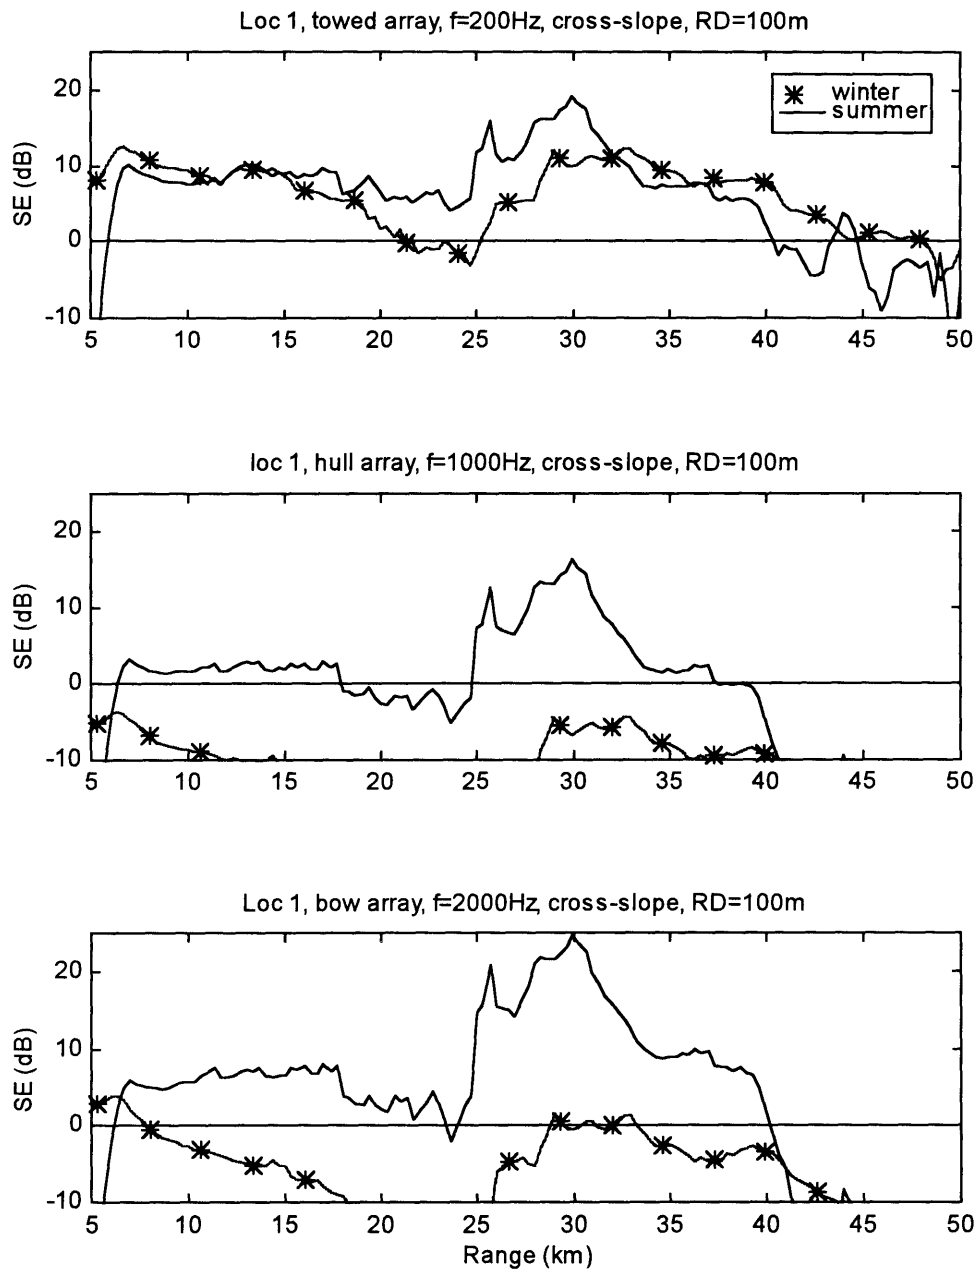 Loc 1, towed array, f=200Hz, cross-slope, RD=100m
SE (dB)
20
10
0
-10
winter
summer
5 10 15 20 25 30 35 40 45 50
loc 1, hull array, f=1000Hz, cross-slope, RD=100m
SE (dB)
20
10
0
-10
5 10 15 20 25 30 35 40 45 50
Loc 1, bow array, f=2000Hz, cross-slope, RD=100m
SE (dB)
20
10
0
-10
5 10 15 20 25 30 35 40 45 50
Range (km)